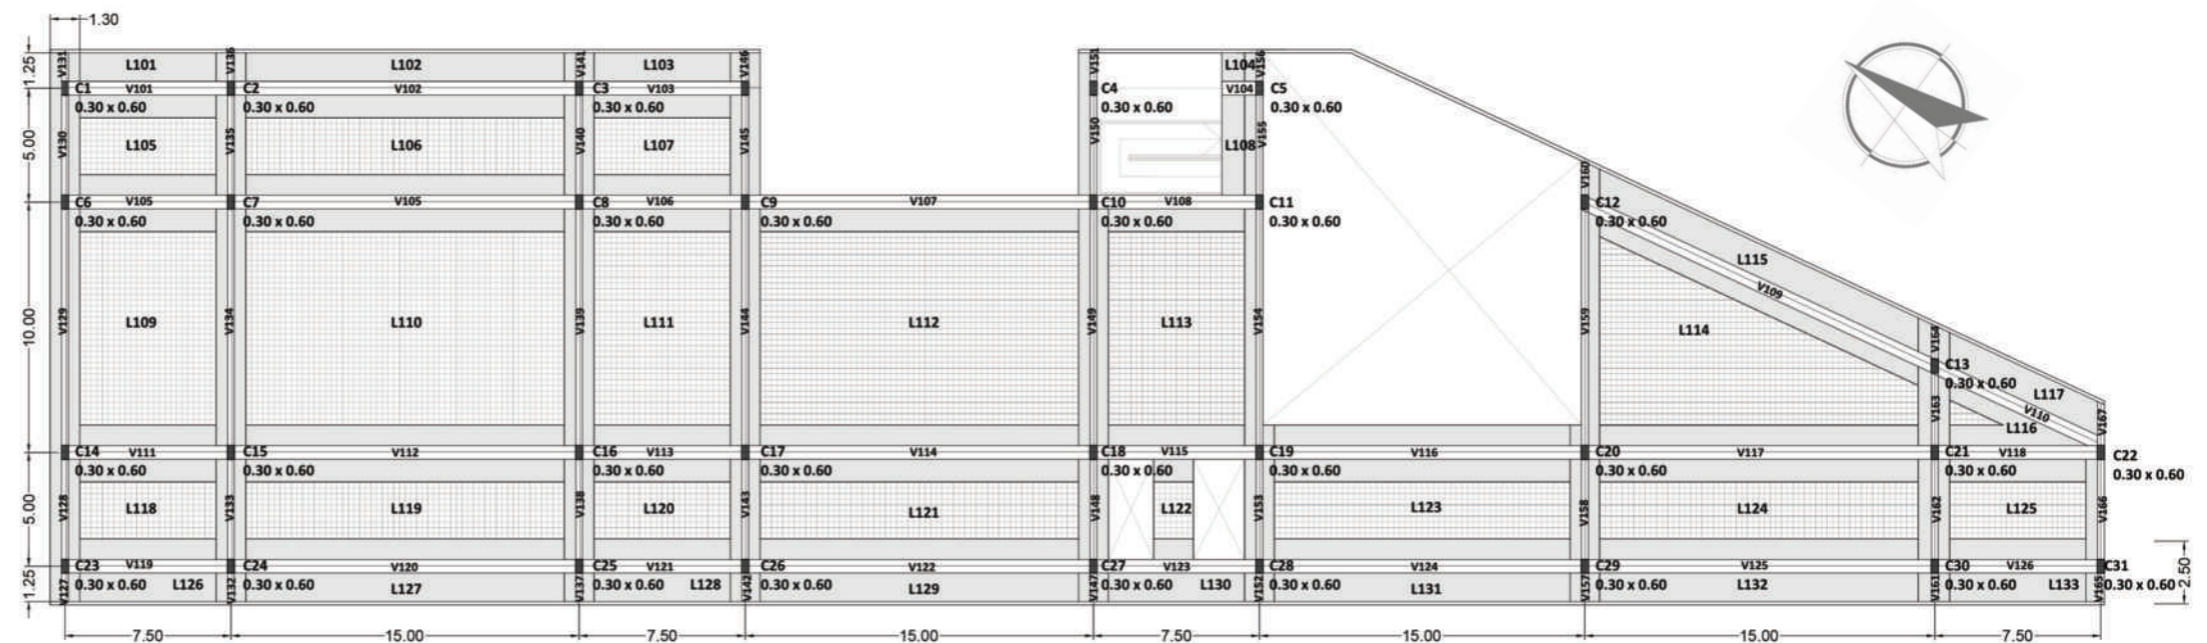 1.30
1.25
V131
L101
V136
L102
V141
L103
V146
V151
L104
V156
C1
V101
C2
V102
C3
V103
C4
V104
C5
0.30 x 0.60
0.30 x 0.60
0.30 x 0.60
0.30 x 0.60
0.30 x 0.60
5.00
V130
L105
V135
L106
V140
L107
V145
V150
L108
V155
V160
C6
V105
C7
V105
C8
V106
C9
V107
C10
V108
C11
C12
0.30 x 0.60
0.30 x 0.60
0.30 x 0.60
0.30 x 0.60
0.30 x 0.60
0.30 x 0.60
0.30 x 0.60
L115
V109
10.00
V129
L109
V134
L110
V139
L111
V144
L112
V149
L113
V154
V159
L114
V164
C13
0.30 x 0.60
L117
V163
V110
V167
L116
C14
V111
C15
V112
C16
V113
C17
V114
C18
V115
C19
V116
C20
V117
C21
V118
C22
0.30 x 0.60
0.30 x 0.60
0.30 x 0.60
0.30 x 0.60
0.30 x 0.60
0.30 x 0.60
0.30 x 0.60
0.30 x 0.60
0.30 x 0.60
5.00
V128
L118
V133
L119
V138
L120
V143
L121
V148
L122
V153
L123
V158
L124
V162
L125
V166
C23
V119
C24
V120
C25
V121
C26
V122
C27
V123
C28
V124
C29
V125
C30
V126
C31
1.25
V127
0.30 x 0.60
L126
V132
0.30 x 0.60
L127
V137
0.30 x 0.60
L128
V142
0.30 x 0.60
L129
V147
0.30 x 0.60
L130
V152
0.30 x 0.60
L131
V157
0.30 x 0.60
L132
V161
0.30 x 0.60
L133
V165
0.30 x 0.60
2.50
7.50
15.00
7.50
15.00
7.50
15.00
15.00
7.50